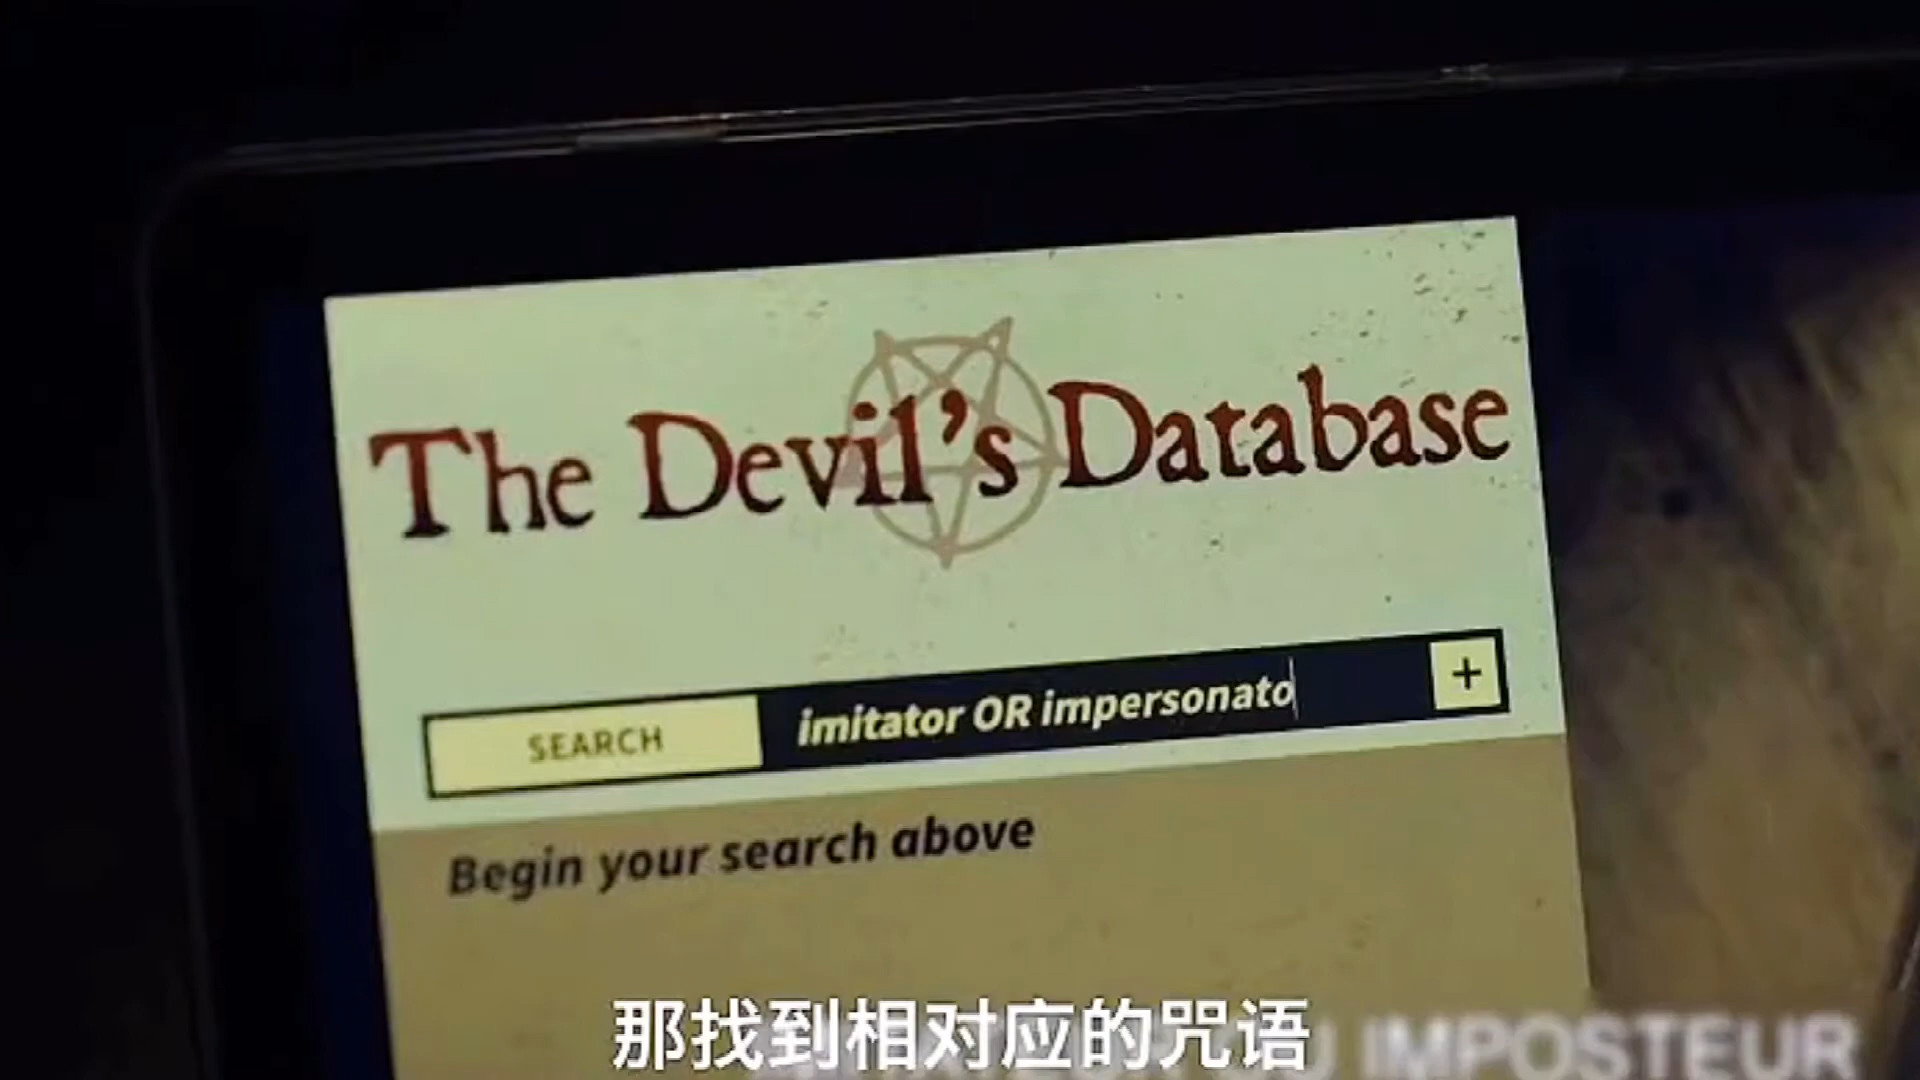 The Devil's Database
SEARCH
imitator OR impersonato
+
Begin your search above
那找到相对应的咒语
IMPOSTEUR